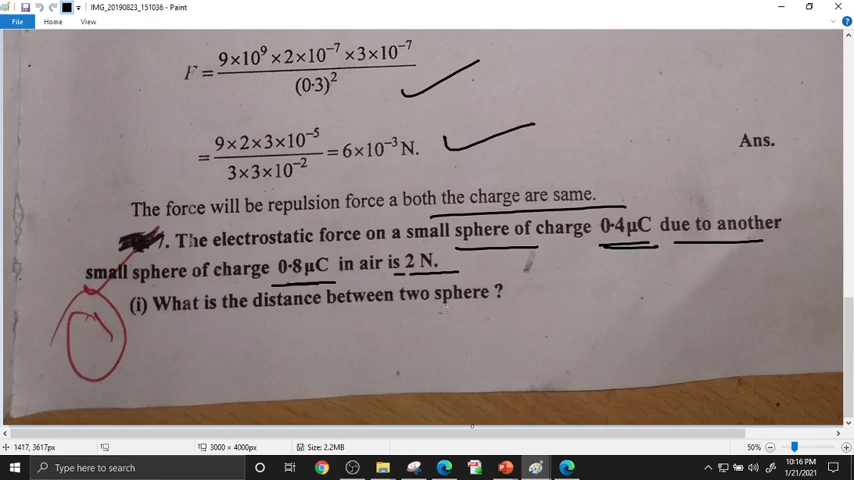 IMG_20190823_151036 - Paint
File Home View
F = 9×10⁹×2×10⁻⁷×3×10⁻⁷ / (0·3)²
= 9×2×3×10⁻⁵ / 3×3×10⁻² = 6×10⁻³ N.
Ans.
The force will be repulsion force a both the charge are same.
7. The electrostatic force on a small sphere of charge 0·4μC due to another
small sphere of charge 0·8μC in air is 2 N.
(i) What is the distance between two sphere ?
1417, 3617px 3000 × 4000px Size: 2.2MB 50%
Type here to search
10:16 PM
1/21/2021